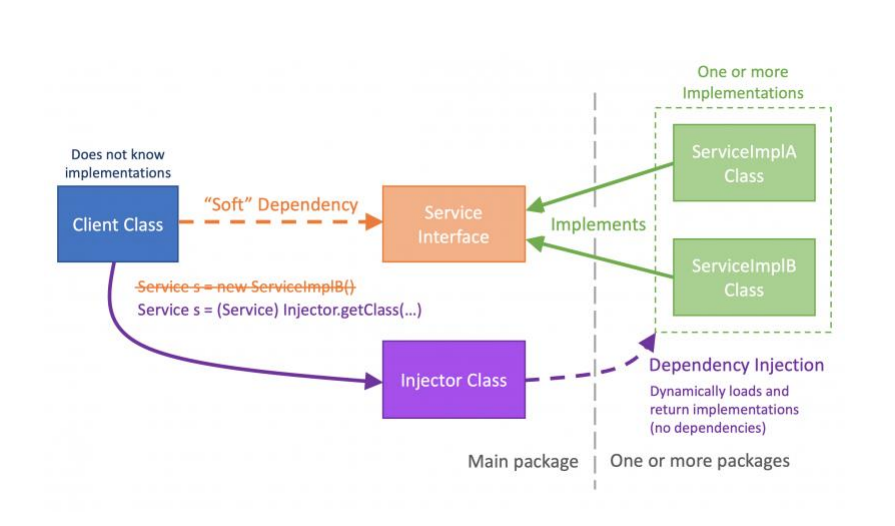 One or more
Implementations
ServiceImplA
Class
Does not know
implementations
Client Class
“Soft” Dependency
Service
Interface
Implements
ServiceImplB
Class
Service s = new ServiceImplB()
Service s = (Service) Injector.getClass(…)
Injector Class
Dependency Injection
Dynamically loads and
return implementations
(no dependencies)
Main package
One or more packages